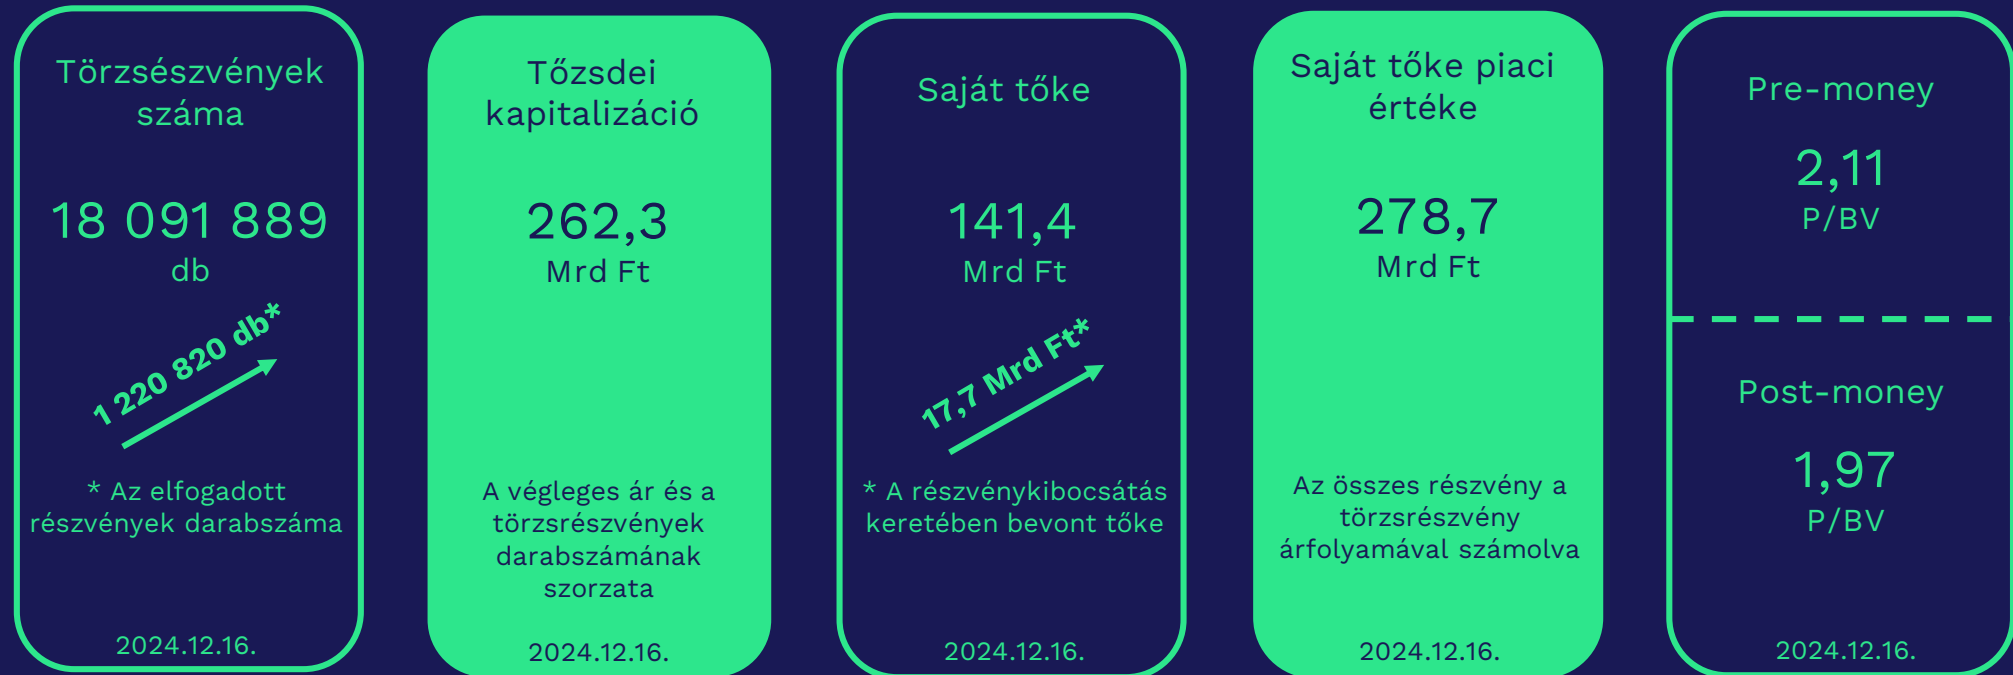 Törzsészvények
száma
18 091 889
db
1 220 820 db*
* Az elfogadott
részvények darabszáma
2024.12.16.
Tőzsdei
kapitalizáció
262,3
Mrd Ft
A végleges ár és a
törzsrészvények
darabszámának
szorzata
2024.12.16.
Saját tőke
141,4
Mrd Ft
17,7 Mrd Ft*
* A részvénykibocsátás
keretében bevont tőke
2024.12.16.
Saját tőke piaci
értéke
278,7
Mrd Ft
Az összes részvény a
törzsrészvény
árfolyamával számolva
2024.12.16.
Pre-money
2,11
P/BV
Post-money
1,97
P/BV
2024.12.16.